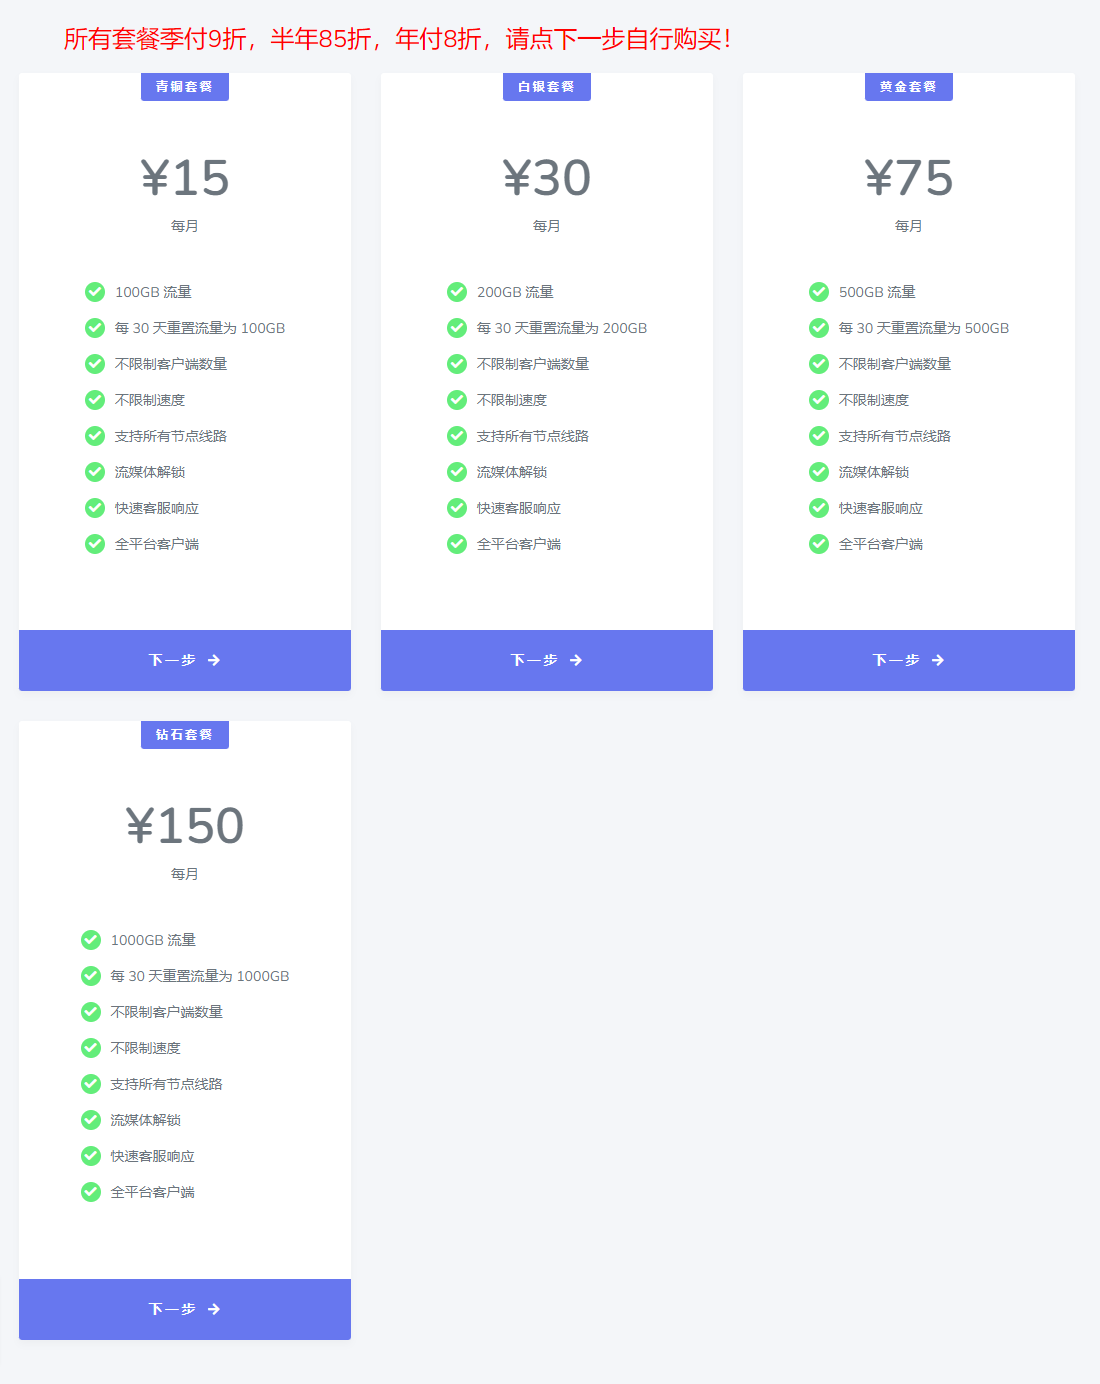 所有套餐季付9折，半年85折，年付8折，请点下一步自行购买！
青铜套餐
¥15
每月
100GB 流量
每 30 天重置流量为 100GB
不限制客户端数量
不限制速度
支持所有节点线路
流媒体解锁
快速客服响应
全平台客户端
下一步
白银套餐
¥30
每月
200GB 流量
每 30 天重置流量为 200GB
不限制客户端数量
不限制速度
支持所有节点线路
流媒体解锁
快速客服响应
全平台客户端
下一步
黄金套餐
¥75
每月
500GB 流量
每 30 天重置流量为 500GB
不限制客户端数量
不限制速度
支持所有节点线路
流媒体解锁
快速客服响应
全平台客户端
下一步
钻石套餐
¥150
每月
1000GB 流量
每 30 天重置流量为 1000GB
不限制客户端数量
不限制速度
支持所有节点线路
流媒体解锁
快速客服响应
全平台客户端
下一步